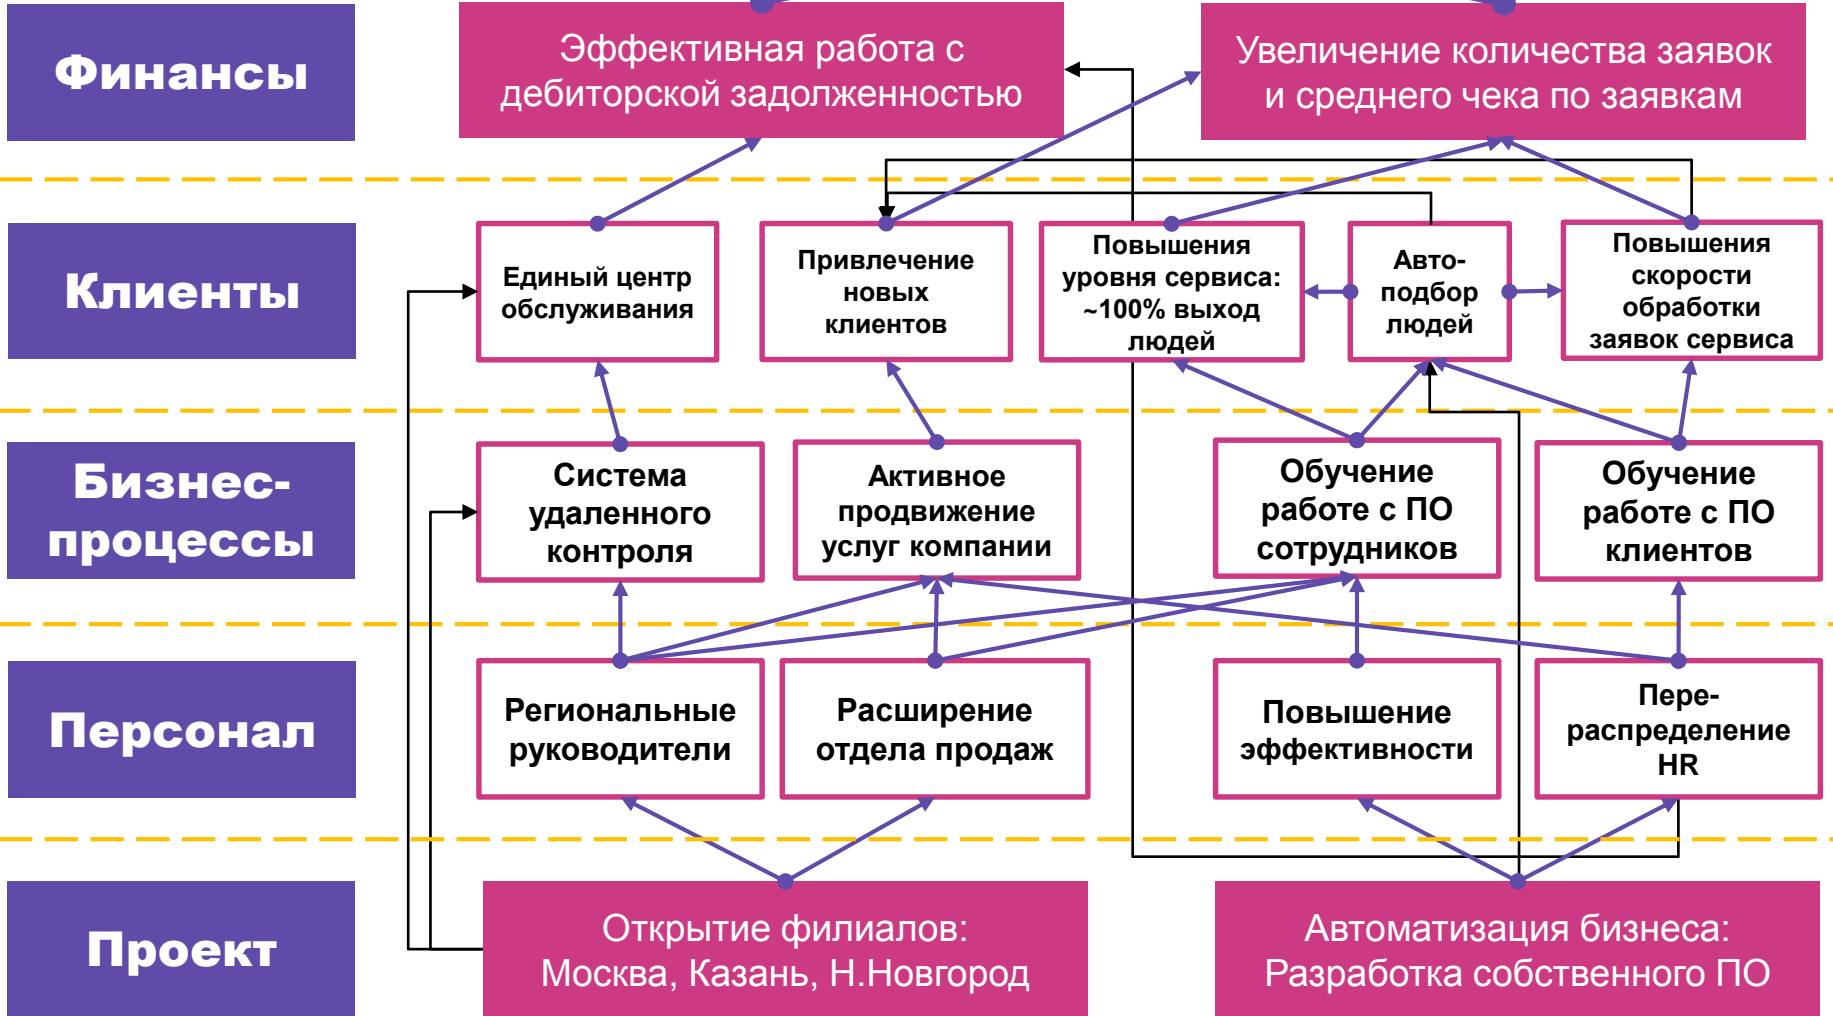 Финансы
Эффективная работа с
дебиторской задолженностью
Увеличение количества заявок
и среднего чека по заявкам
Клиенты
Единый центр
обслуживания
Привлечение
новых
клиентов
Повышения
уровня сервиса:
~100% выход
людей
Авто-
подбор
людей
Повышения
скорости
обработки
заявок сервиса
Бизнес-
процессы
Система
удаленного
контроля
Активное
продвижение
услуг компании
Обучение
работе с ПО
сотрудников
Обучение
работе с ПО
клиентов
Персонал
Региональные
руководители
Расширение
отдела продаж
Повышение
эффективности
Пере-
распределение
HR
Проект
Открытие филиалов:
Москва, Казань, Н.Новгород
Автоматизация бизнеса:
Разработка собственного ПО